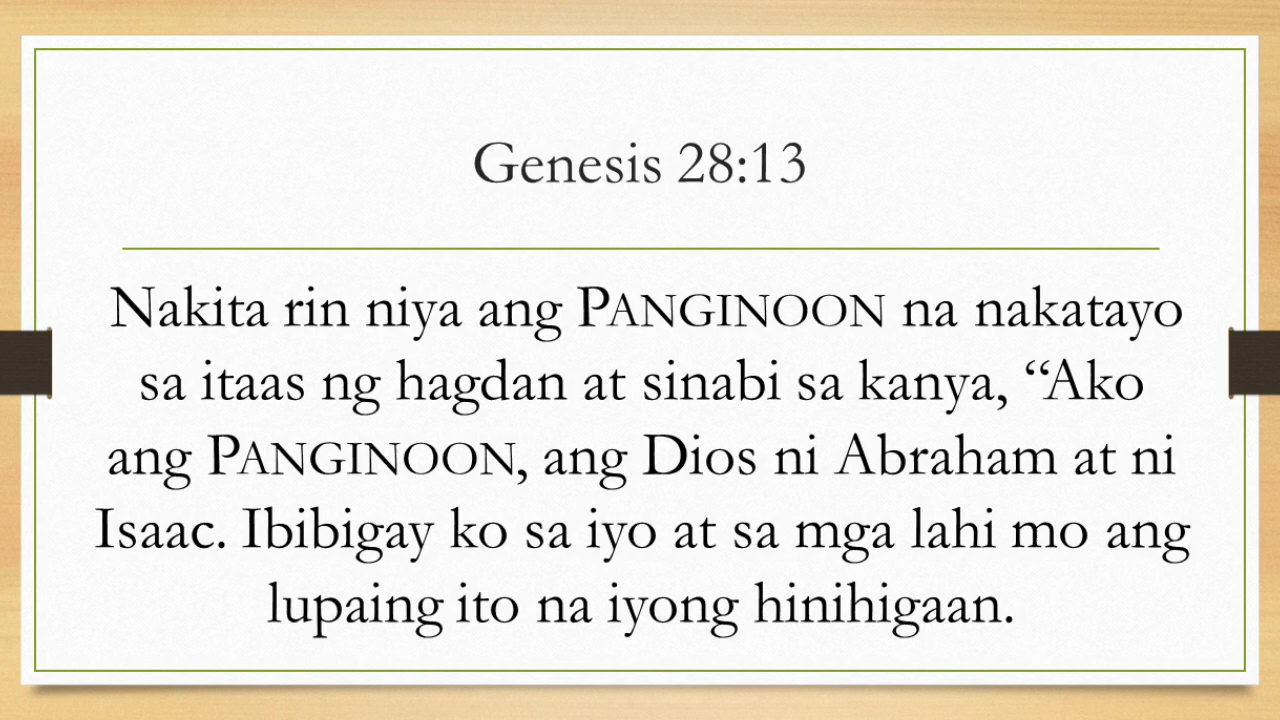 Genesis 28:13
Nakita rin niya ang PANGINOON na nakatayo
sa itaas ng hagdan at sinabi sa kanya, “Ako
ang PANGINOON, ang Dios ni Abraham at ni
Isaac. Ibibigay ko sa iyo at sa mga lahi mo ang
lupaing ito na iyong hinihigaan.